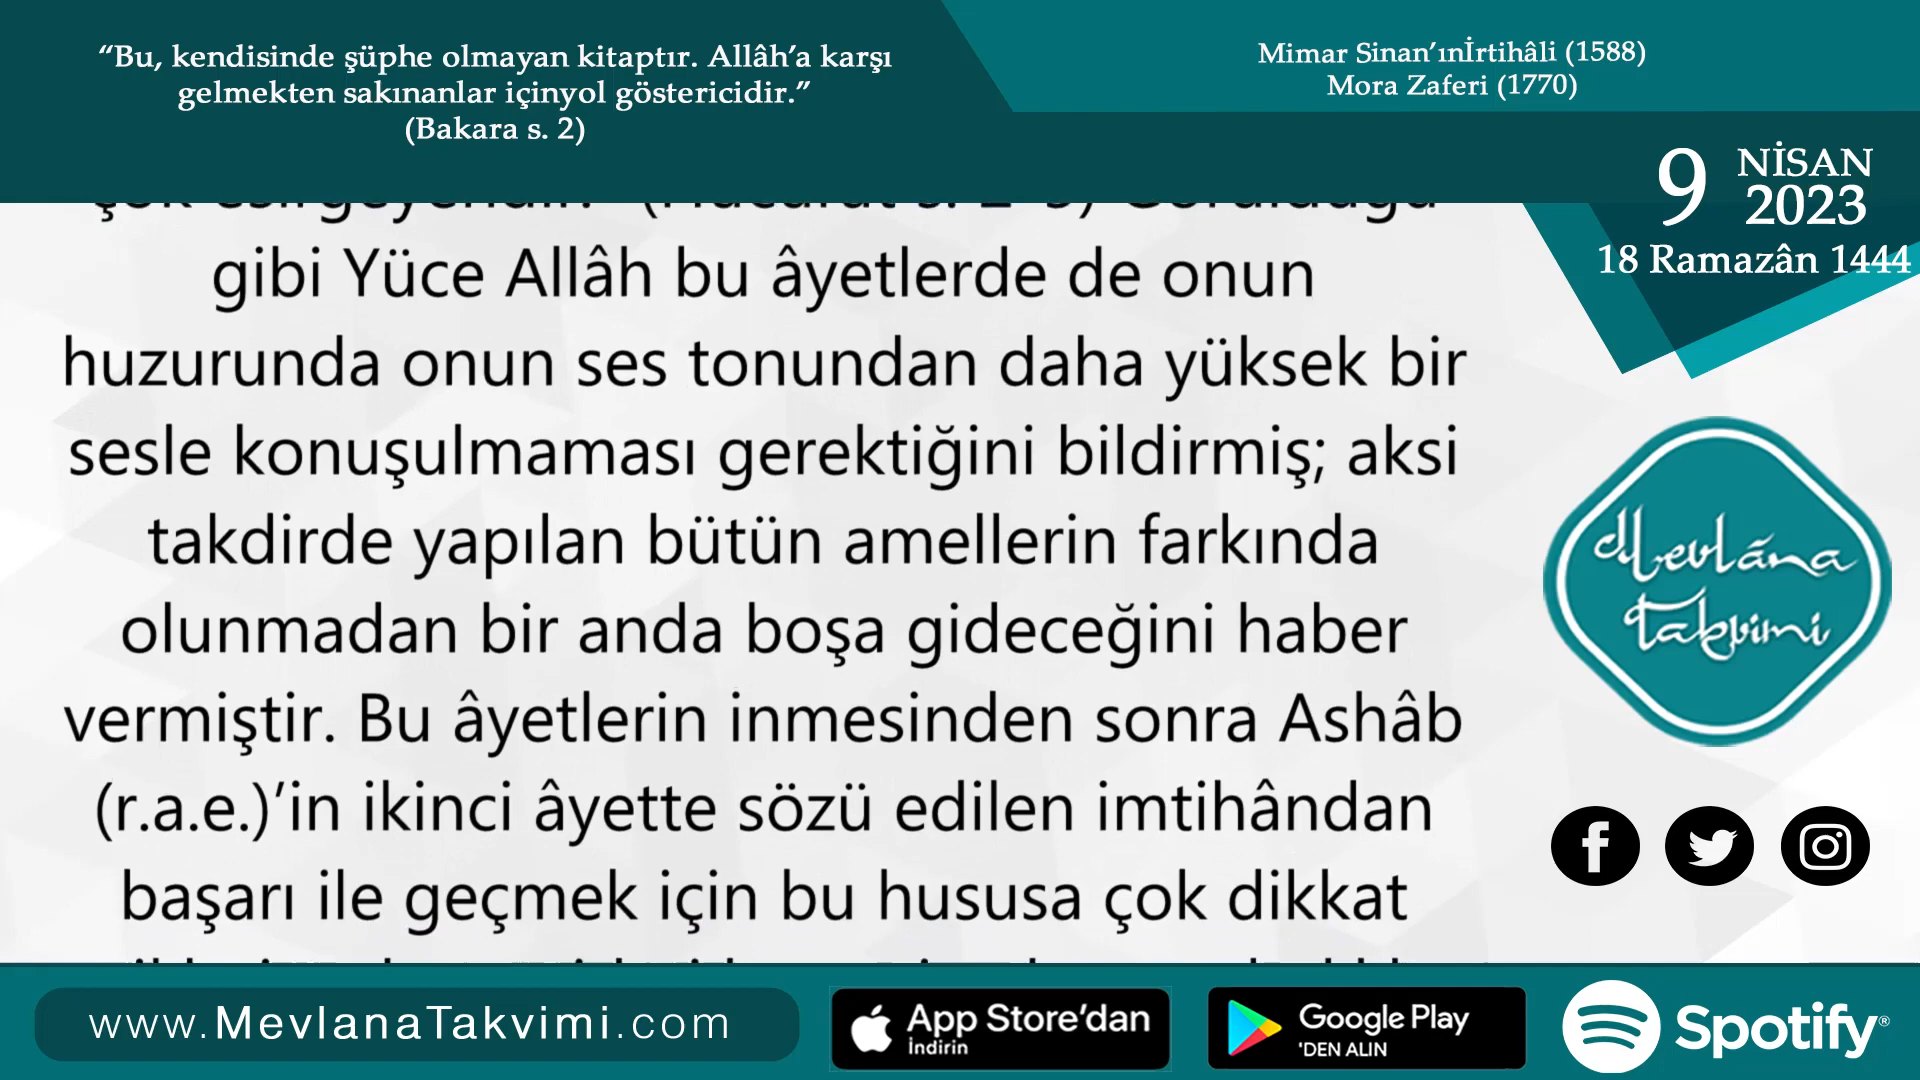 “Bu, kendisinde şüphe olmayan kitaptır. Allâh’a karşı
gelmekten sakınanlar içinyol göstericidir.”
(Bakara s. 2)
Mimar Sinan’ınİrtihâli (1588)
Mora Zaferi (1770)
9 NİSAN
2023
18 Ramazân 1444
gibi Yüce Allâh bu âyetlerde de onun
huzurunda onun ses tonundan daha yüksek bir
sesle konuşulmaması gerektiğini bildirmiş; aksi
takdirde yapılan bütün amellerin farkında
olunmadan bir anda boşa gideceğini haber
vermiştir. Bu âyetlerin inmesinden sonra Ashâb
(r.a.e.)’in ikinci âyette sözü edilen imtihândan
başarı ile geçmek için bu hususa çok dikkat
Mevlâna
Takvimi
www.MevlanaTakvimi.com
App Store’dan
İndirin
Google Play
'DEN ALIN
Spotify®